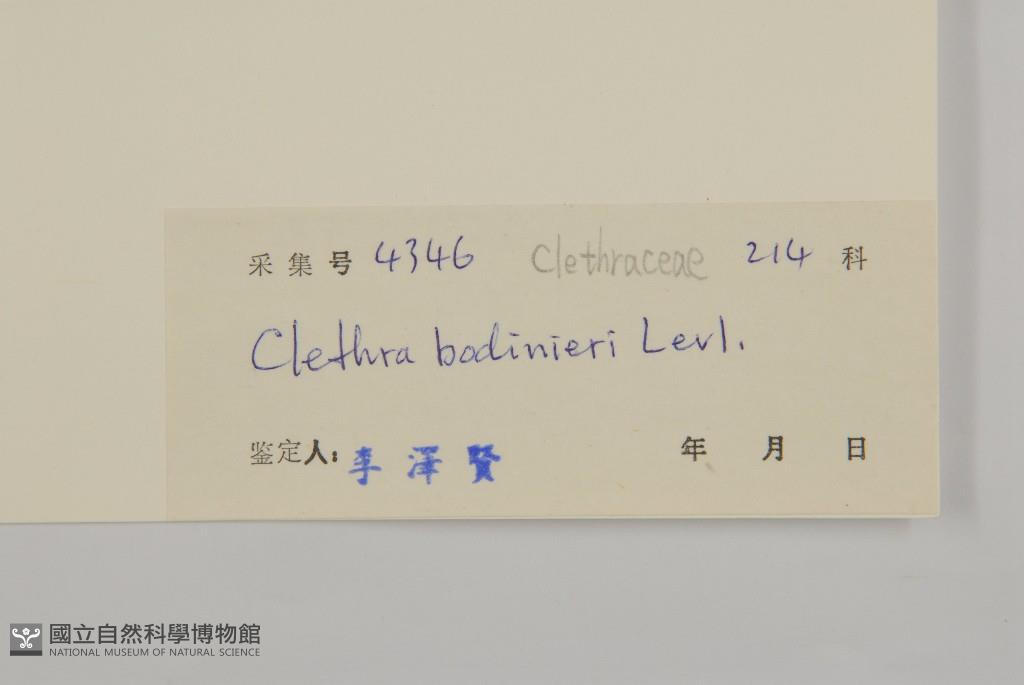 采集号 4346 Clethraceae 214 科
Clethra bodinieri Levl.
鉴定人: 李澤賢 年 月 日
國立自然科學博物館
NATIONAL MUSEUM OF NATURAL SCIENCE